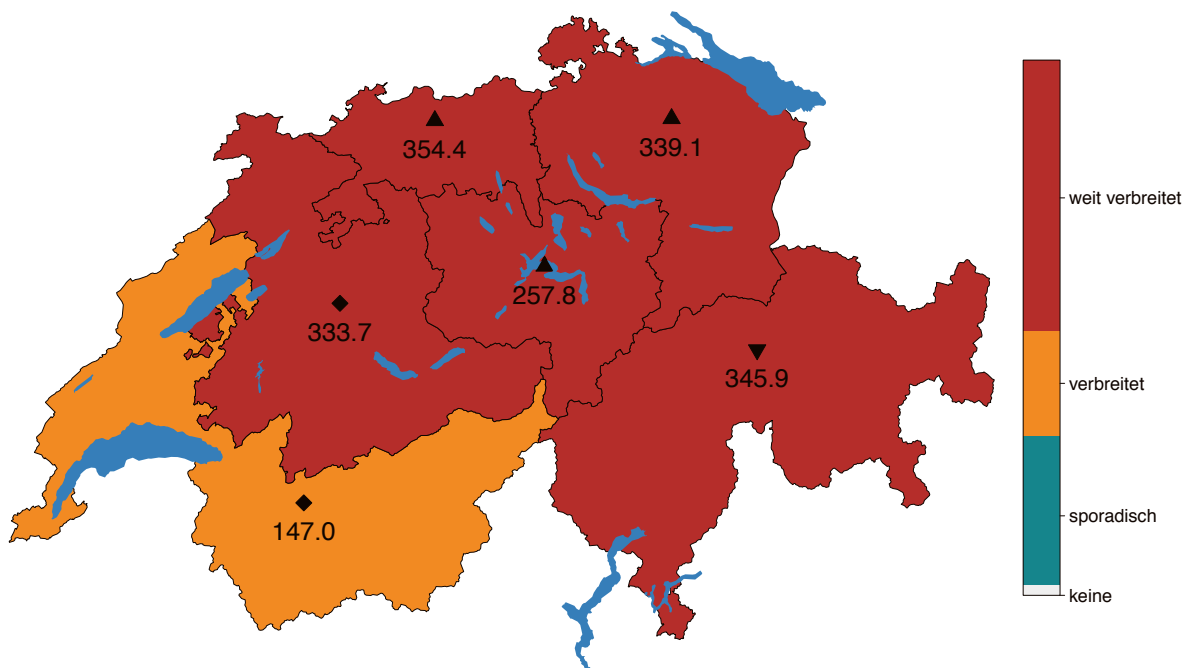 354.4
339.1
257.8
333.7
345.9
147.0
weit verbreitet
verbreitet
sporadisch
keine